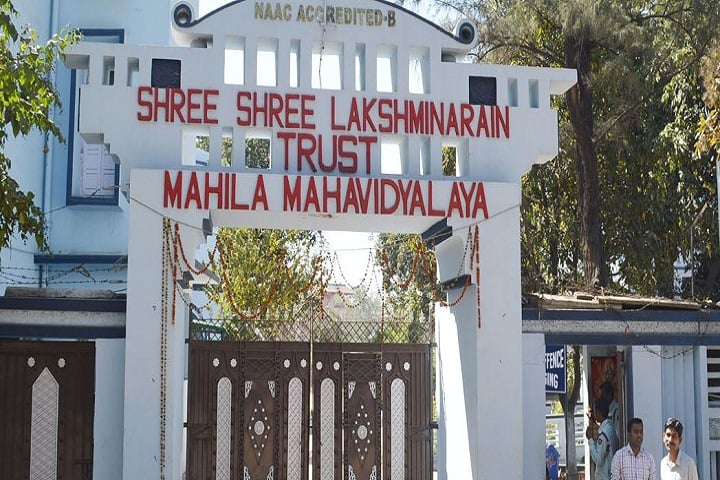 NAAC ACCREDITED-B
SHREE SHREE LAKSHMINARAIN
TRUST
MAHILA MAHAVIDYALAYA